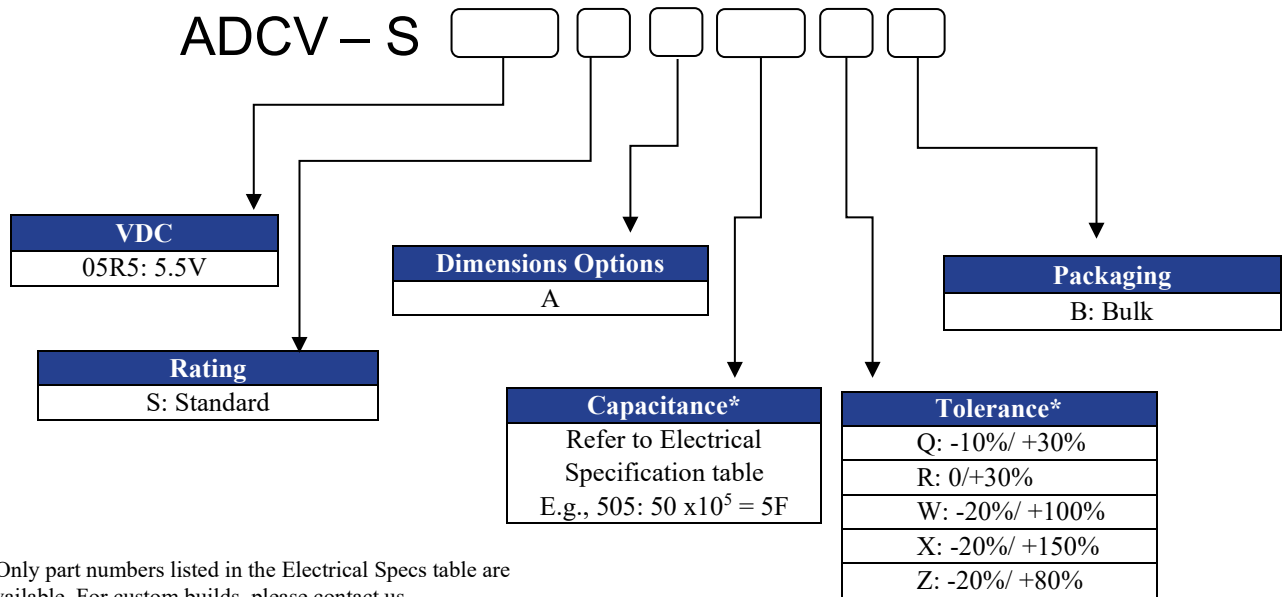 ADCV – S
VDC
05R5: 5.5V
Rating
S: Standard
Dimensions Options
A
Capacitance*
Refer to Electrical
Specification table
E.g., 505: 50 x10⁵ = 5F
Tolerance*
Q: -10%/ +30%
R: 0/+30%
W: -20%/ +100%
X: -20%/ +150%
Z: -20%/ +80%
Packaging
B: Bulk
Only part numbers listed in the Electrical Specs table are